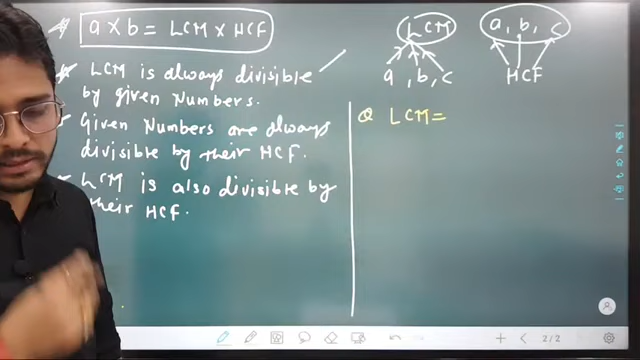 a x b = LCM x HCF
LCM is always divisible
by given Numbers.
Given Numbers are always
divisible by their HCF.
LCM is also divisible by
their HCF.
LCM
a, b, c
a, b, c
HCF
Q LCM=
2/2